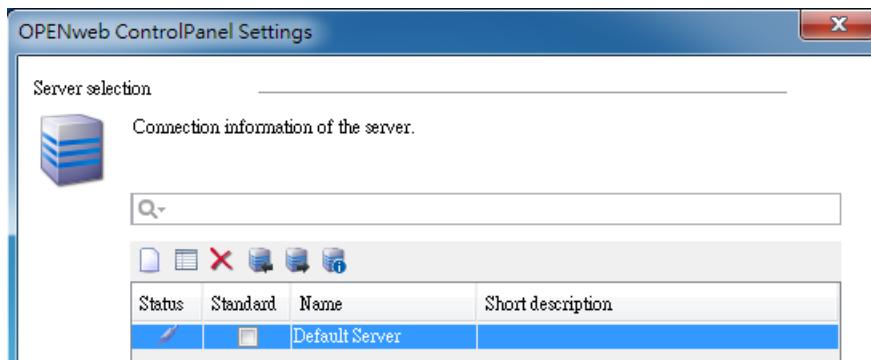 OPENweb ControlPanel Settings
Server selection
Connection information of the server.
Status Standard Name Short description
Default Server